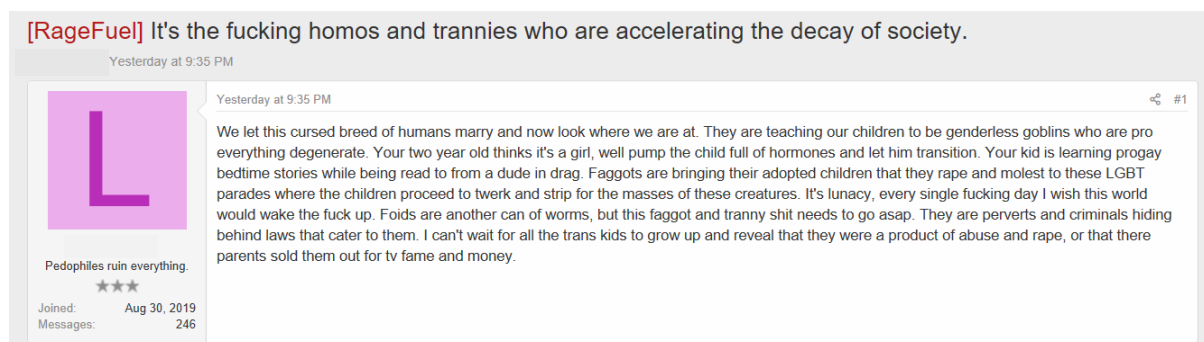 [RageFuel] It's the fucking homos and trannies who are accelerating the decay of society.
Yesterday at 9:35 PM
L
Yesterday at 9:35 PM #1
We let this cursed breed of humans marry and now look where we are at. They are teaching our children to be genderless goblins who are pro
everything degenerate. Your two year old thinks it's a girl, well pump the child full of hormones and let him transition. Your kid is learning progay
bedtime stories while being read to from a dude in drag. Faggots are bringing their adopted children that they rape and molest to these LGBT
parades where the children proceed to twerk and strip for the masses of these creatures. It's lunacy, every single fucking day I wish this world
would wake the fuck up. Foids are another can of worms, but this faggot and tranny shit needs to go asap. They are perverts and criminals hiding
behind laws that cater to them. I can't wait for all the trans kids to grow up and reveal that they were a product of abuse and rape, or that there
parents sold them out for tv fame and money.
Pedophiles ruin everything.
Joined: Aug 30, 2019
Messages: 246